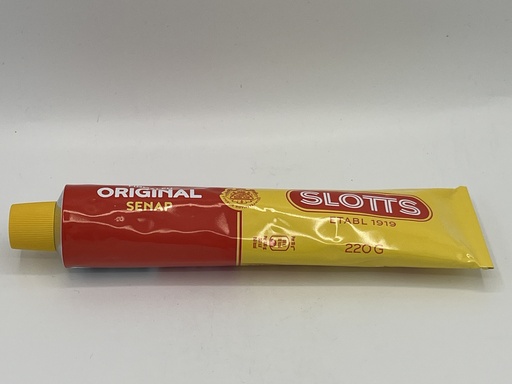 ORIGINAL
SENAP
SLOTTS
ETABL 1919
220 G